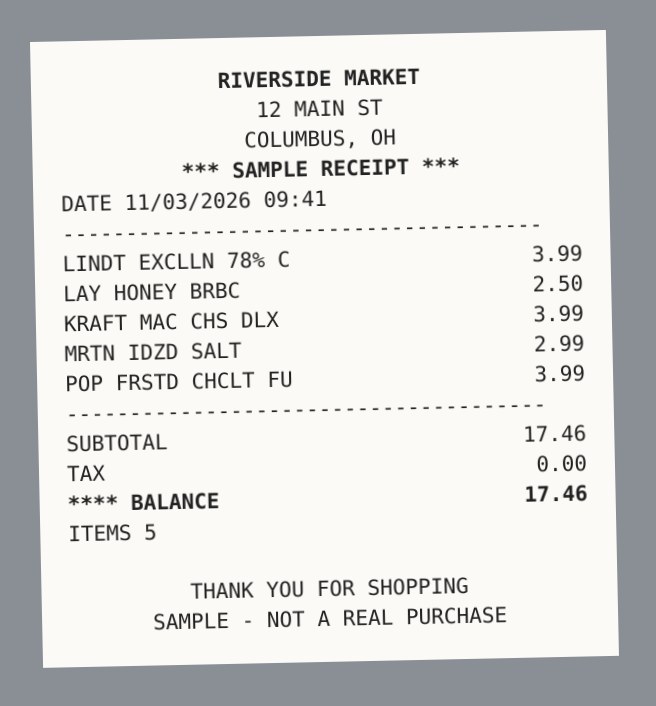 RIVERSIDE MARKET
12 MAIN ST
COLUMBUS, OH
*** SAMPLE RECEIPT ***
DATE 11/03/2026 09:41
--------------------------------------
LINDT EXCLLN 78% C 3.99
LAY HONEY BRBC 2.50
KRAFT MAC CHS DLX 3.99
MRTN IDZD SALT 2.99
POP FRSTD CHCLT FU 3.99
--------------------------------------
SUBTOTAL 17.46
TAX 0.00
**** BALANCE 17.46
ITEMS 5
THANK YOU FOR SHOPPING
SAMPLE - NOT A REAL PURCHASE